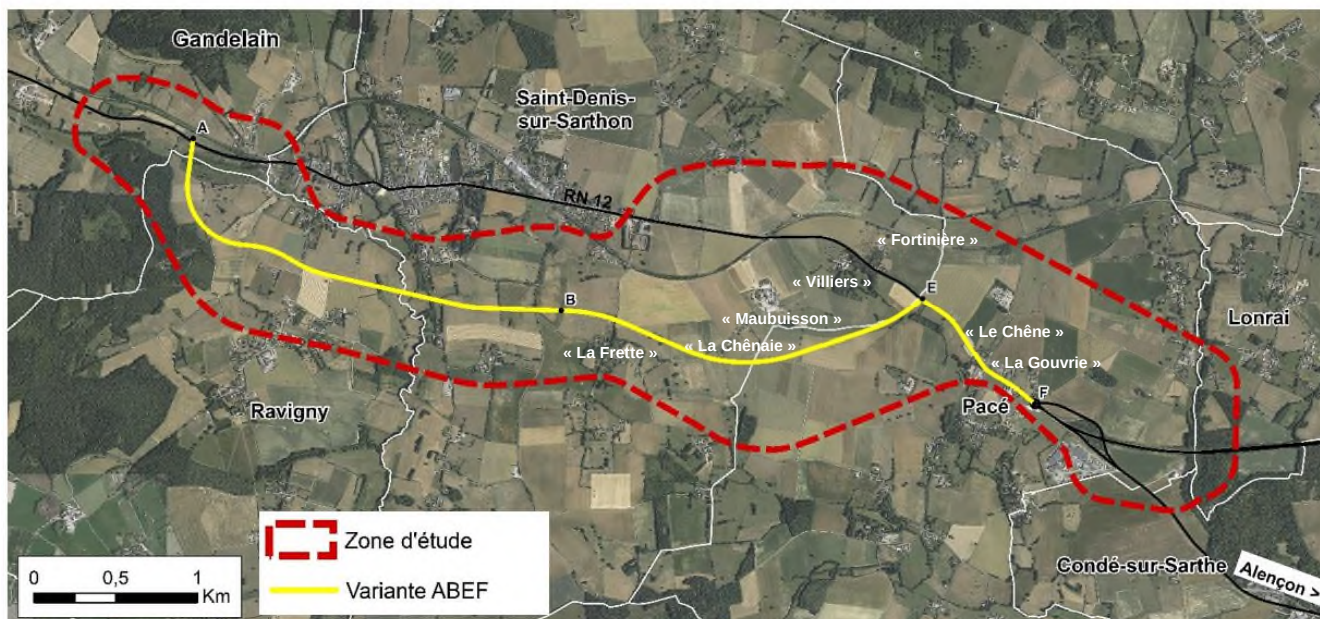 Gandelain
Saint-Denis-
sur-Sarthon
A
RN 12
« Fortinière »
« Villiers »
E
B
« Maubuisson »
Lonrai
« Le Chêne »
« La Frette »
« La Chênaie »
« La Gouvrie »
F
Pacé
Ravigny
Zone d'étude
0 0,5 1
Km
Variante ABEF
Condé-sur-Sarthe
Alençon >